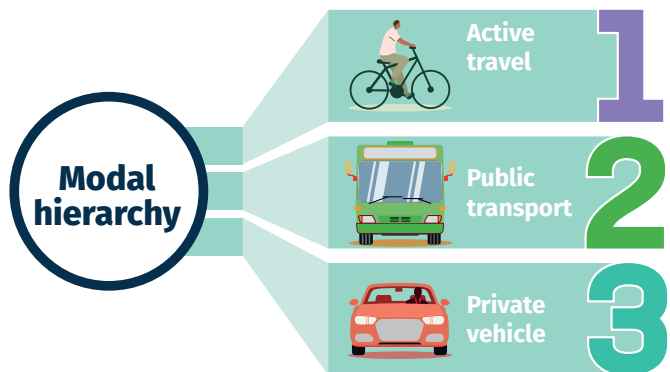 Modal
hierarchy
Active
travel
1
Public
transport
2
Private
vehicle
3